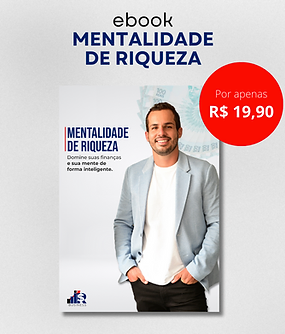 ebook
MENTALIDADE
DE RIQUEZA
Por apenas
R$ 19,90
MENTALIDADE
DE RIQUEZA
Domine suas finanças
e sua mente de
forma inteligente.